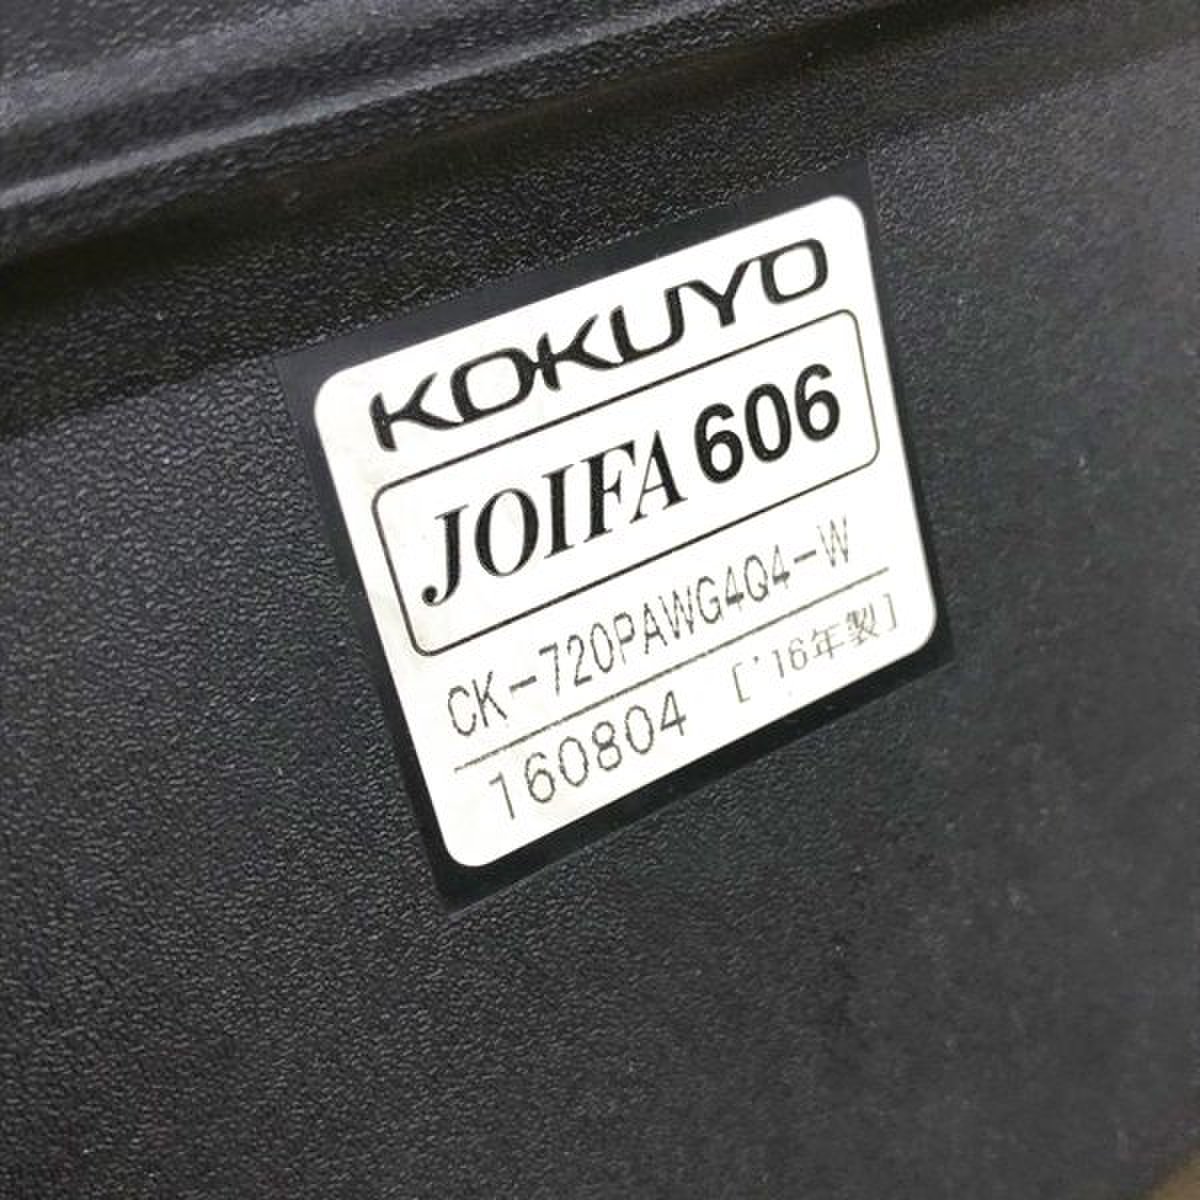 KOKUYO
JOIFA 606
CK-720PAWG4Q4-W
160804 ['16年製]